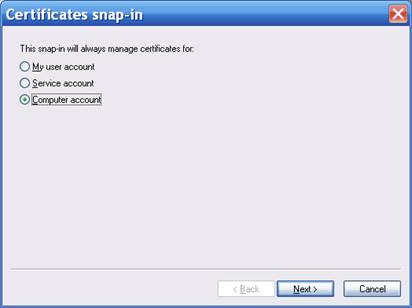 Certificates snap-in
This snap-in will always manage certificates for:
My user account
Service account
Computer account
< Back
Next >
Cancel